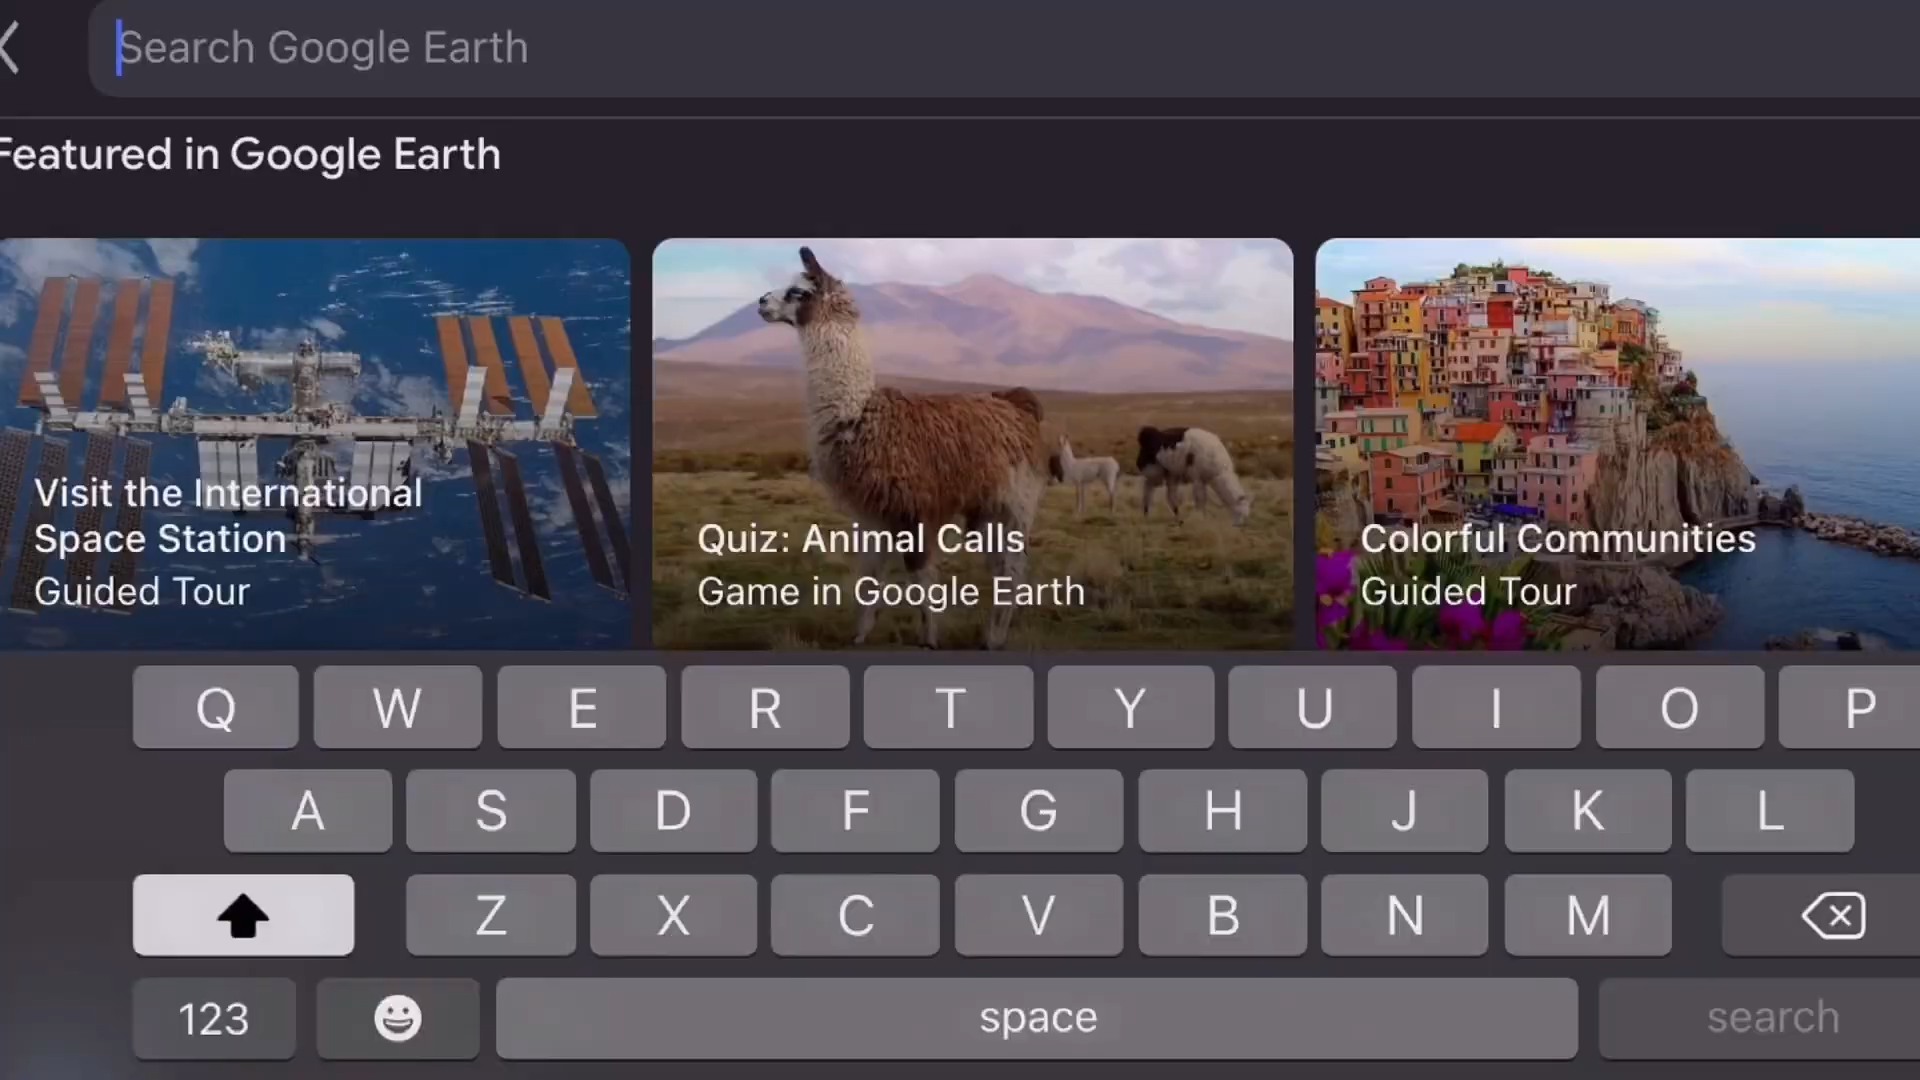 Search Google Earth
Featured in Google Earth
Visit the International
Space Station
Guided Tour
Quiz: Animal Calls
Game in Google Earth
Colorful Communities
Guided Tour
Q W E R T Y U I O P
A S D F G H J K L
Z X C V B N M
123 space search